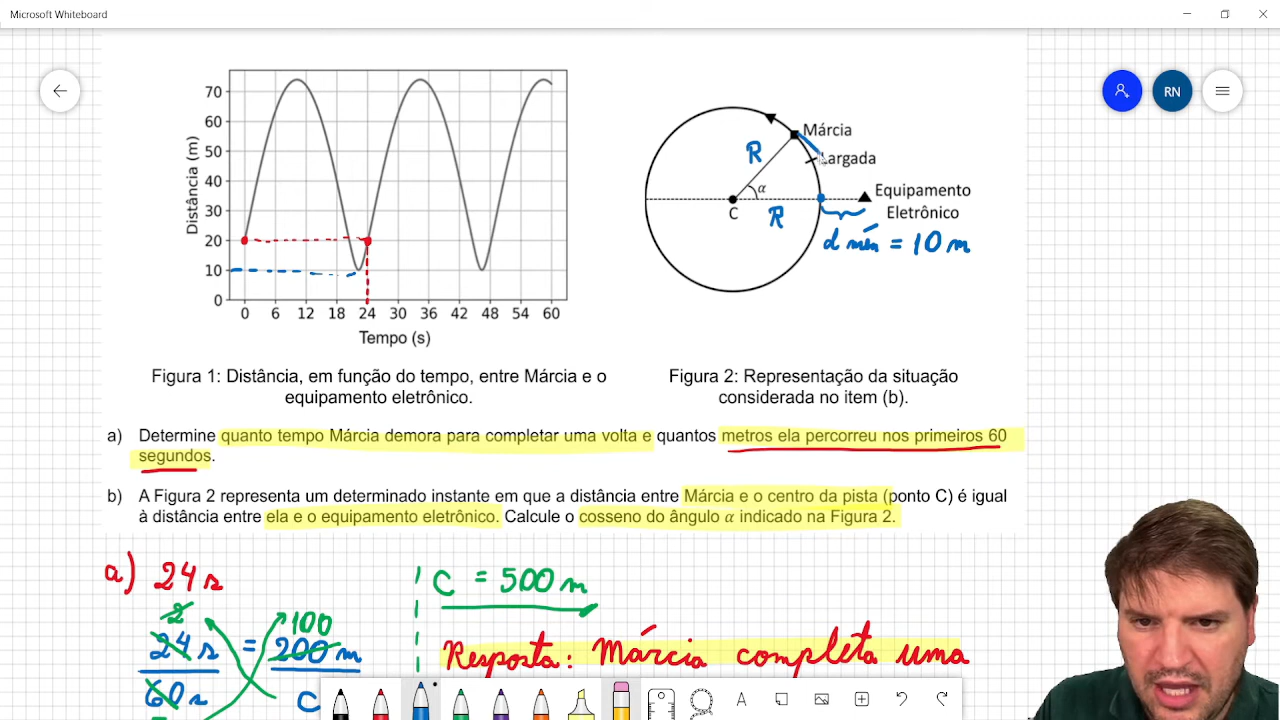 Microsoft Whiteboard
RN
Distância (m)
70
60
50
40
30
20
10
0
0 6 12 18 24 30 36 42 48 54 60
Tempo (s)
Márcia
Largada
R
α
C
R
Equipamento
Eletrônico
d mín = 10 m
Figura 1: Distância, em função do tempo, entre Márcia e o
equipamento eletrônico.
Figura 2: Representação da situação
considerada no item (b).
a) Determine quanto tempo Márcia demora para completar uma volta e quantos metros ela percorreu nos primeiros 60
segundos.
b) A Figura 2 representa um determinado instante em que a distância entre Márcia e o centro da pista (ponto C) é igual
à distância entre ela e o equipamento eletrônico. Calcule o cosseno do ângulo α indicado na Figura 2.
a) 24 s
2
24 s = 200 m
100
60 s C
C = 500 m
Resposta: Márcia completa uma